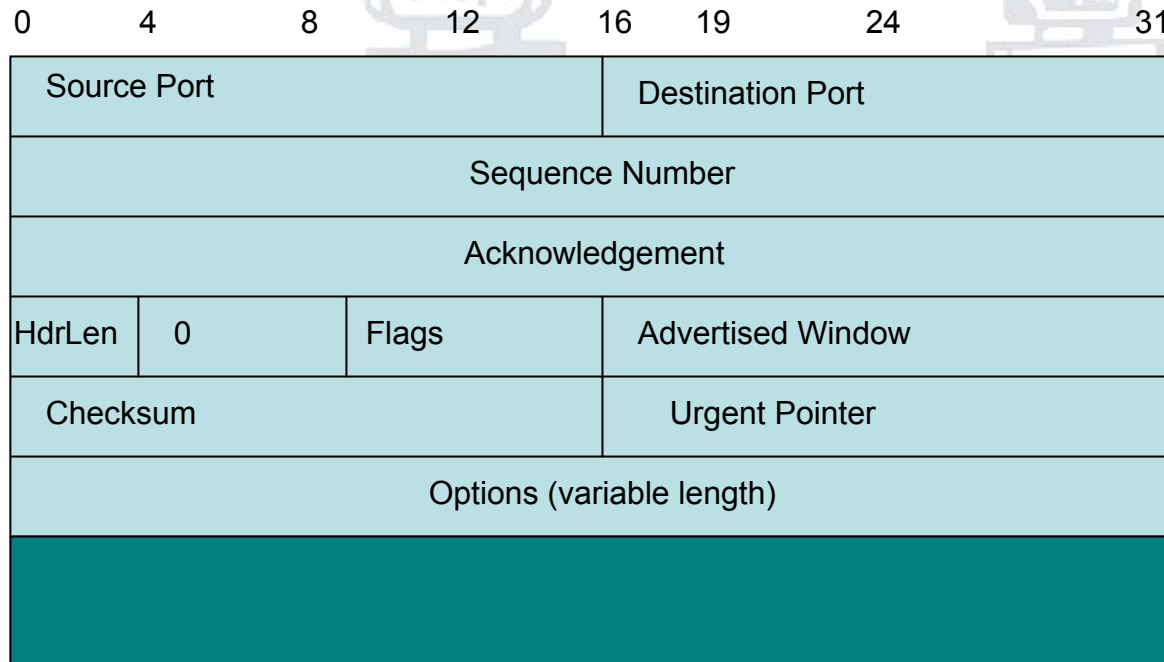 0 4 8 12 16 19 24 31
Source Port Destination Port
Sequence Number
Acknowledgement
HdrLen 0 Flags Advertised Window
Checksum Urgent Pointer
Options (variable length)